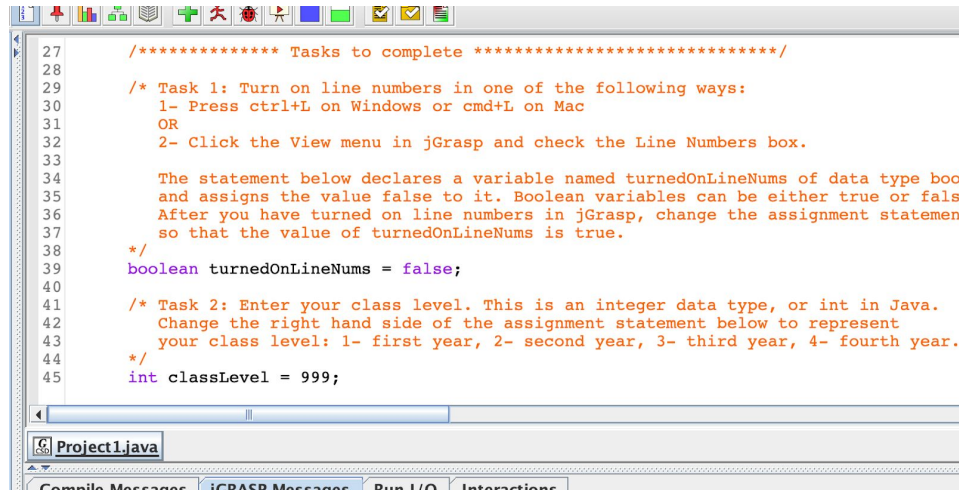 27 /************** Tasks to complete ******************************/
28
29 /* Task 1: Turn on line numbers in one of the following ways:
30 1- Press ctrl+L on Windows or cmd+L on Mac
31 OR
32 2- Click the View menu in jGrasp and check the Line Numbers box.
33
34 The statement below declares a variable named turnedOnLineNums of data type boo
35 and assigns the value false to it. Boolean variables can be either true or fals
36 After you have turned on line numbers in jGrasp, change the assignment statemen
37 so that the value of turnedOnLineNums is true.
38 */
39 boolean turnedOnLineNums = false;
40
41 /* Task 2: Enter your class level. This is an integer data type, or int in Java.
42 Change the right hand side of the assignment statement below to represent
43 your class level: 1- first year, 2- second year, 3- third year, 4- fourth year.
44 */
45 int classLevel = 999;
G CSD Project1.java
Compile Messages jGRASP Messages Run I/O Interactions